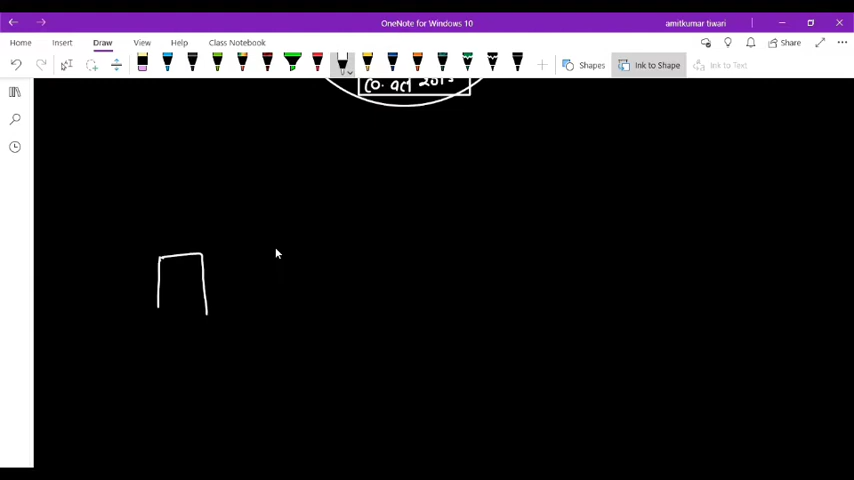 OneNote for Windows 10
amitkumar tiwari
Home Insert Draw View Help Class Notebook
Share
Shapes Ink to Shape Ink to Text
Co. act 2013